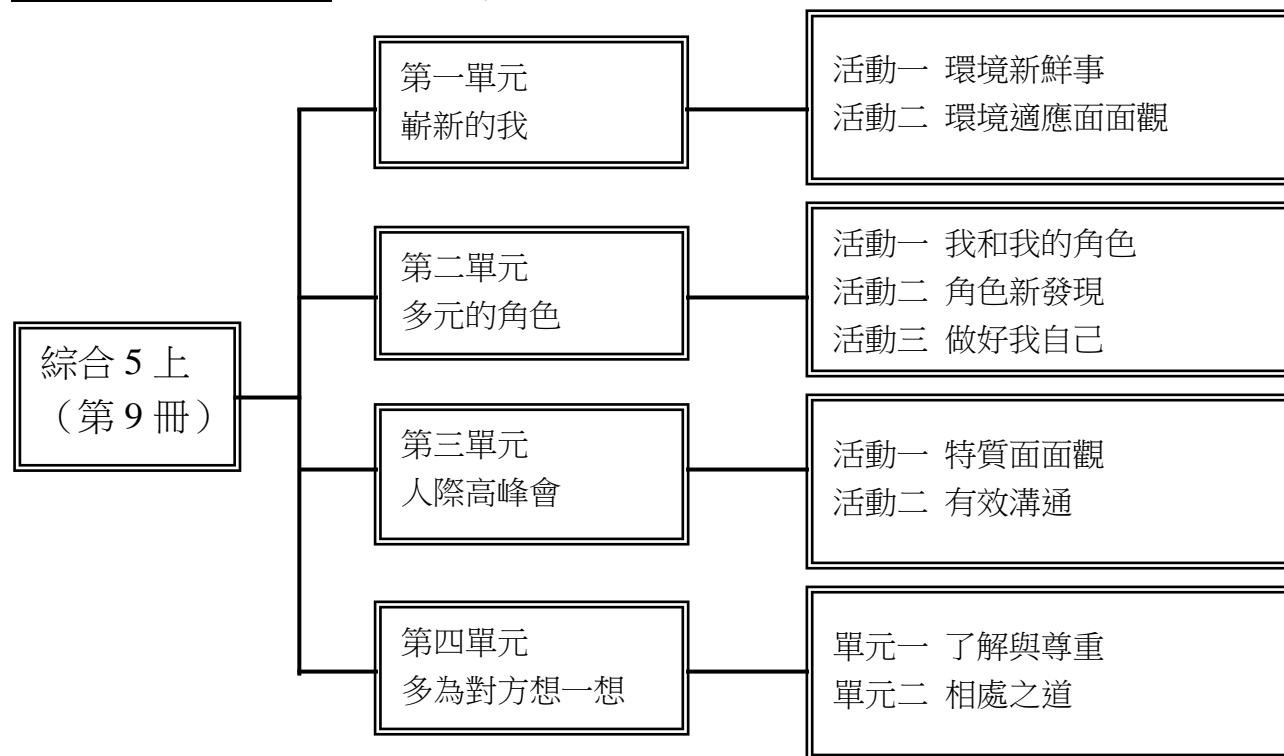 綜合 5 上
（第 9 冊）
第一單元
嶄新的我
活動一 環境新鮮事
活動二 環境適應面面觀
第二單元
多元的角色
活動一 我和我的角色
活動二 角色新發現
活動三 做好我自己
第三單元
人際高峰會
活動一 特質面面觀
活動二 有效溝通
第四單元
多為對方想一想
單元一 了解與尊重
單元二 相處之道